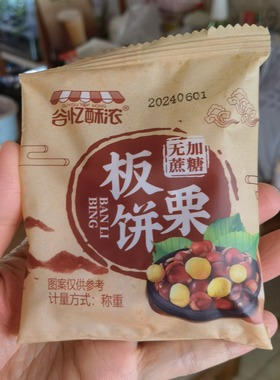 谷忆酥浓®
20240601
无加
蔗糖
板栗
饼
BAN LI
BING
图案仅供参考
计量方式：称重